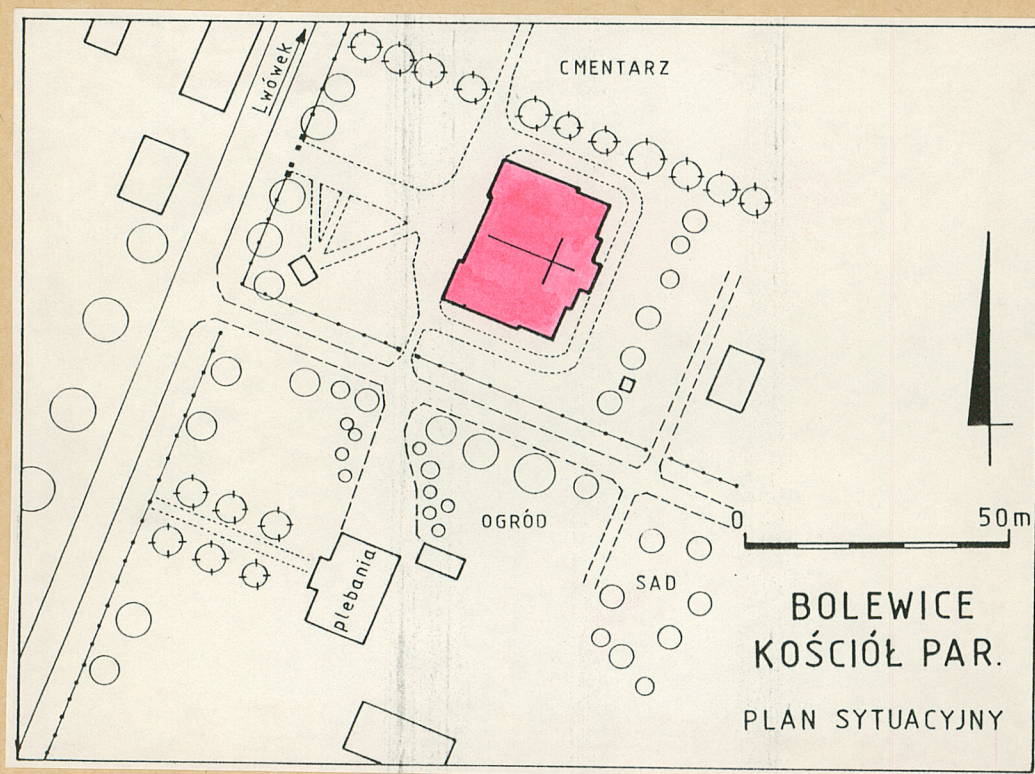 Lwówek
CMENTARZ
OGRÓD
plebania
SAD
0 50m
BOLEWICE
KOŚCIÓŁ PAR.
PLAN SYTUACYJNY